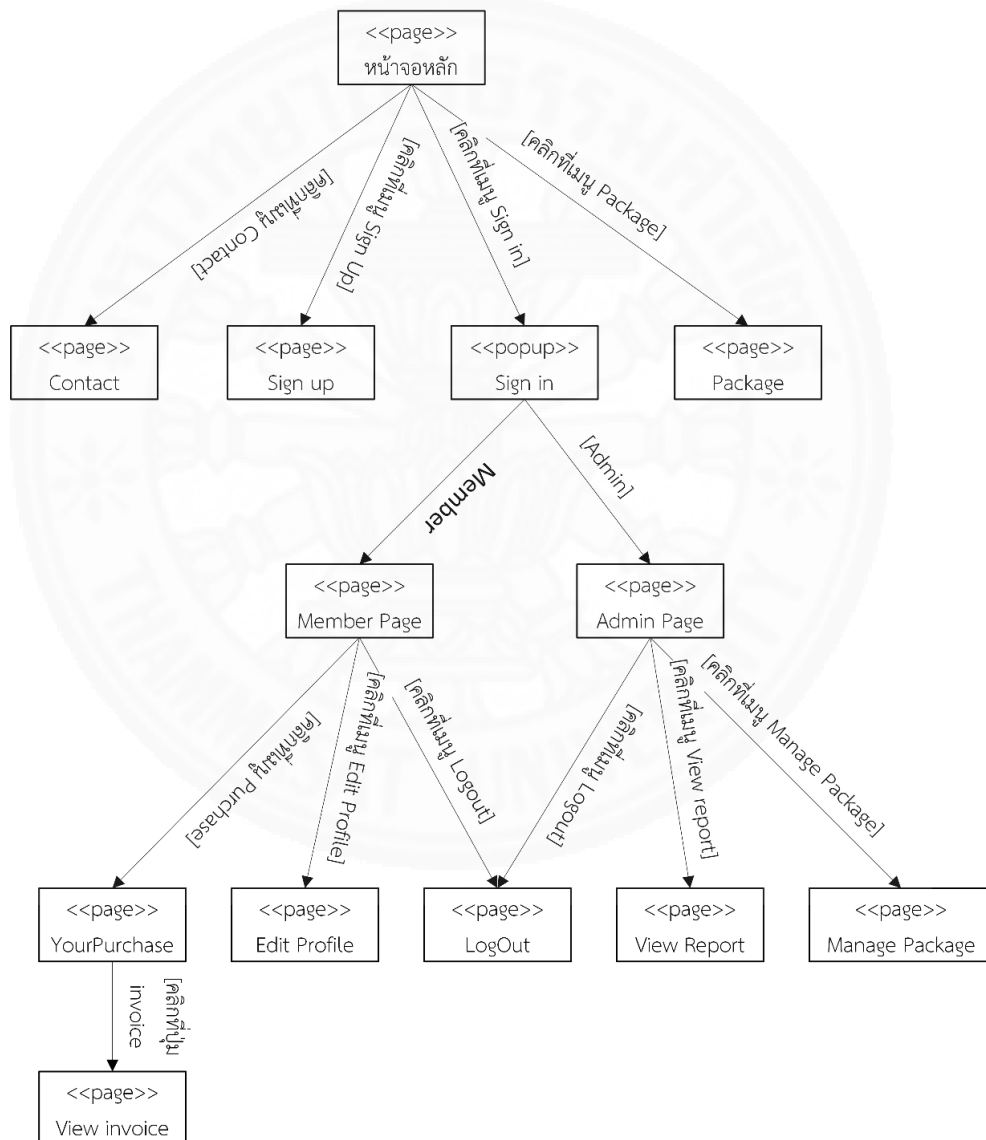 <<page>>
หน้าจอหลัก
[คลิกที่เมนู Contact]
[คลิกที่เมนู Sign Up]
[คลิกที่เมนู Sign in]
[คลิกที่เมนู Package]
<<page>>
Contact
<<page>>
Sign up
<<popup>>
Sign in
<<page>>
Package
Member
[Admin]
<<page>>
Member Page
<<page>>
Admin Page
[คลิกที่เมนู Purchase]
[คลิกที่เมนู Edit Profile]
[คลิกที่เมนู Logout]
[คลิกที่เมนู Logout]
[คลิกที่เมนู View report]
[คลิกที่เมนู Manage Package]
<<page>>
YourPurchase
<<page>>
Edit Profile
<<page>>
LogOut
<<page>>
View Report
<<page>>
Manage Package
[คลิกที่ปุ่ม
invoice
<<page>>
View invoice